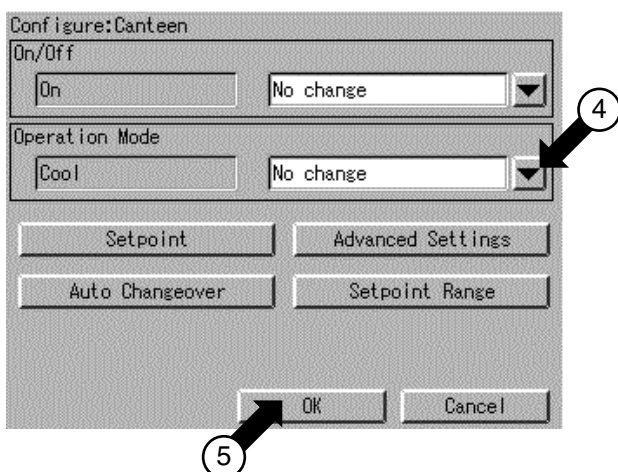 Configure:Canteen
On/Off
On No change
4
Operation Mode
Cool No change
Setpoint Advanced Settings
Auto Changeover Setpoint Range
OK Cancel
5